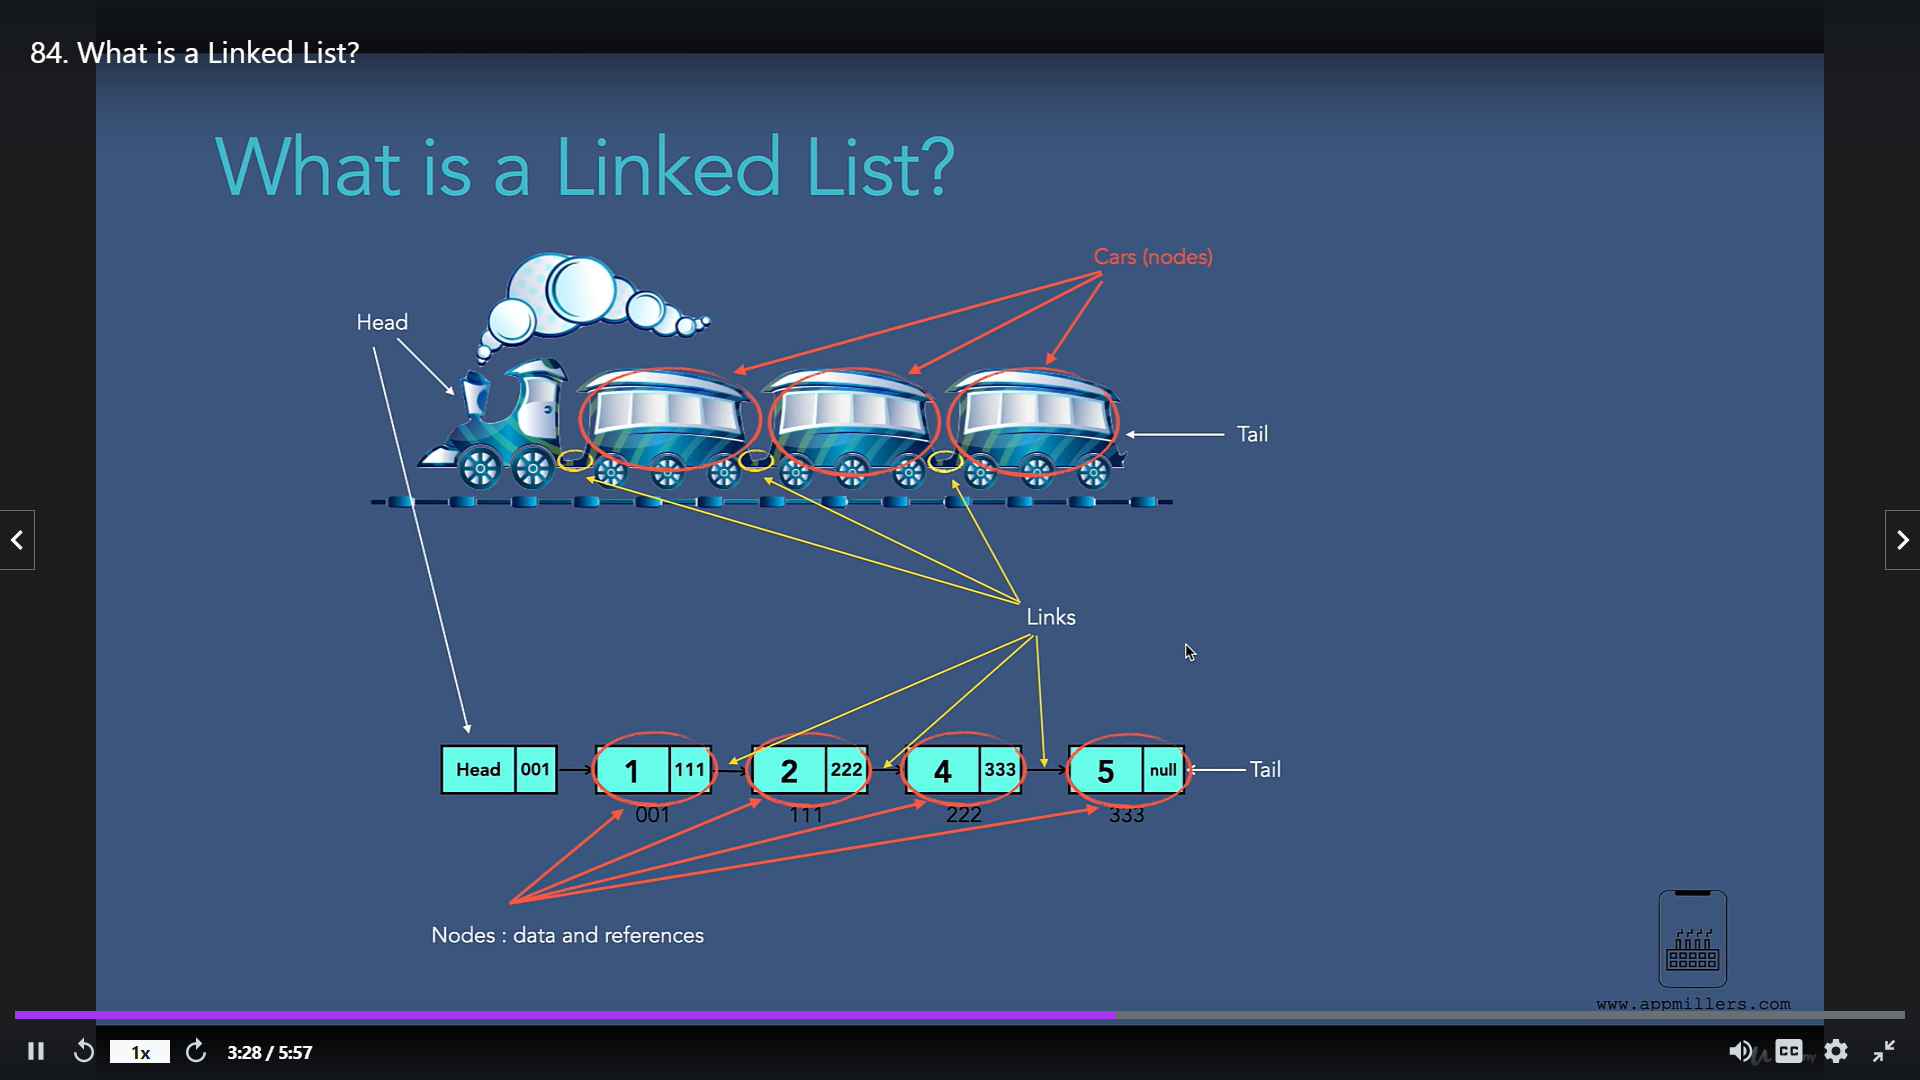 84. What is a Linked List?
What is a Linked List?
Cars (nodes)
Head
Tail
Links
Head 001 1 111 2 222 4 333 5 null Tail
001 111 222 333
Nodes : data and references
www.appmillers.com
1x 3:28 / 5:57 CC